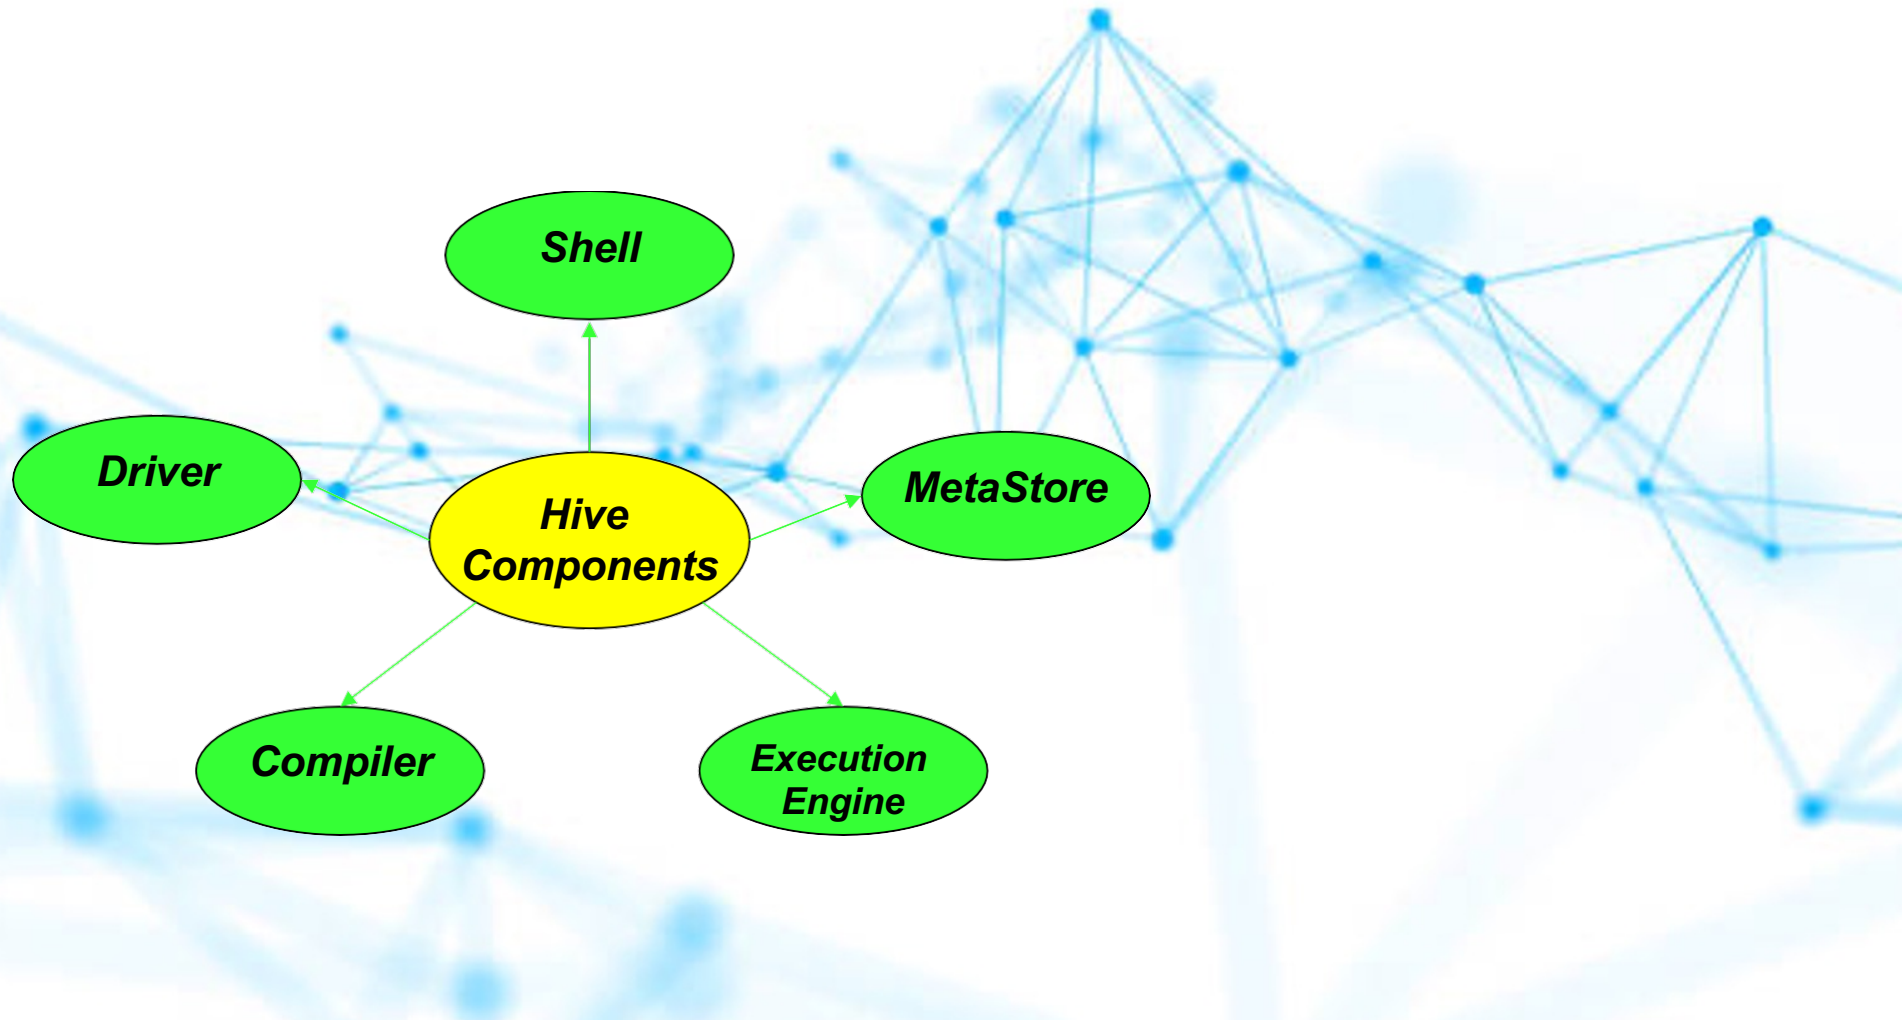 Shell
Driver
MetaStore
Hive
Components
Compiler
Execution
Engine